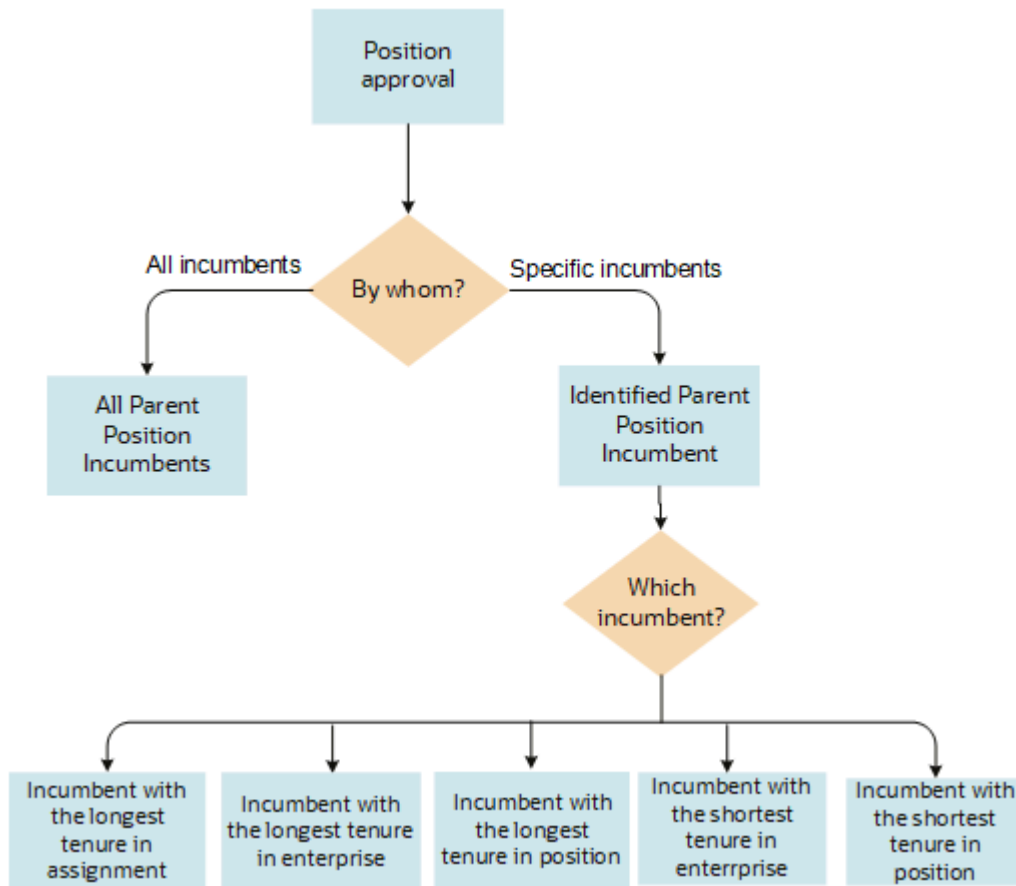 Position
approval
All incumbents
By whom?
Specific incumbents
All Parent
Position
Incumbents
Identified Parent
Position
Incumbent
Which
incumbent?
Incumbent with
the longest
tenure in
assignment
Incumbent with
the longest tenure
in enterprise
Incumbent with
the longest
tenure in position
Incumbent with
the shortest
tenure in
enterrprise
Incumbent with
the shortest
tenure in
position